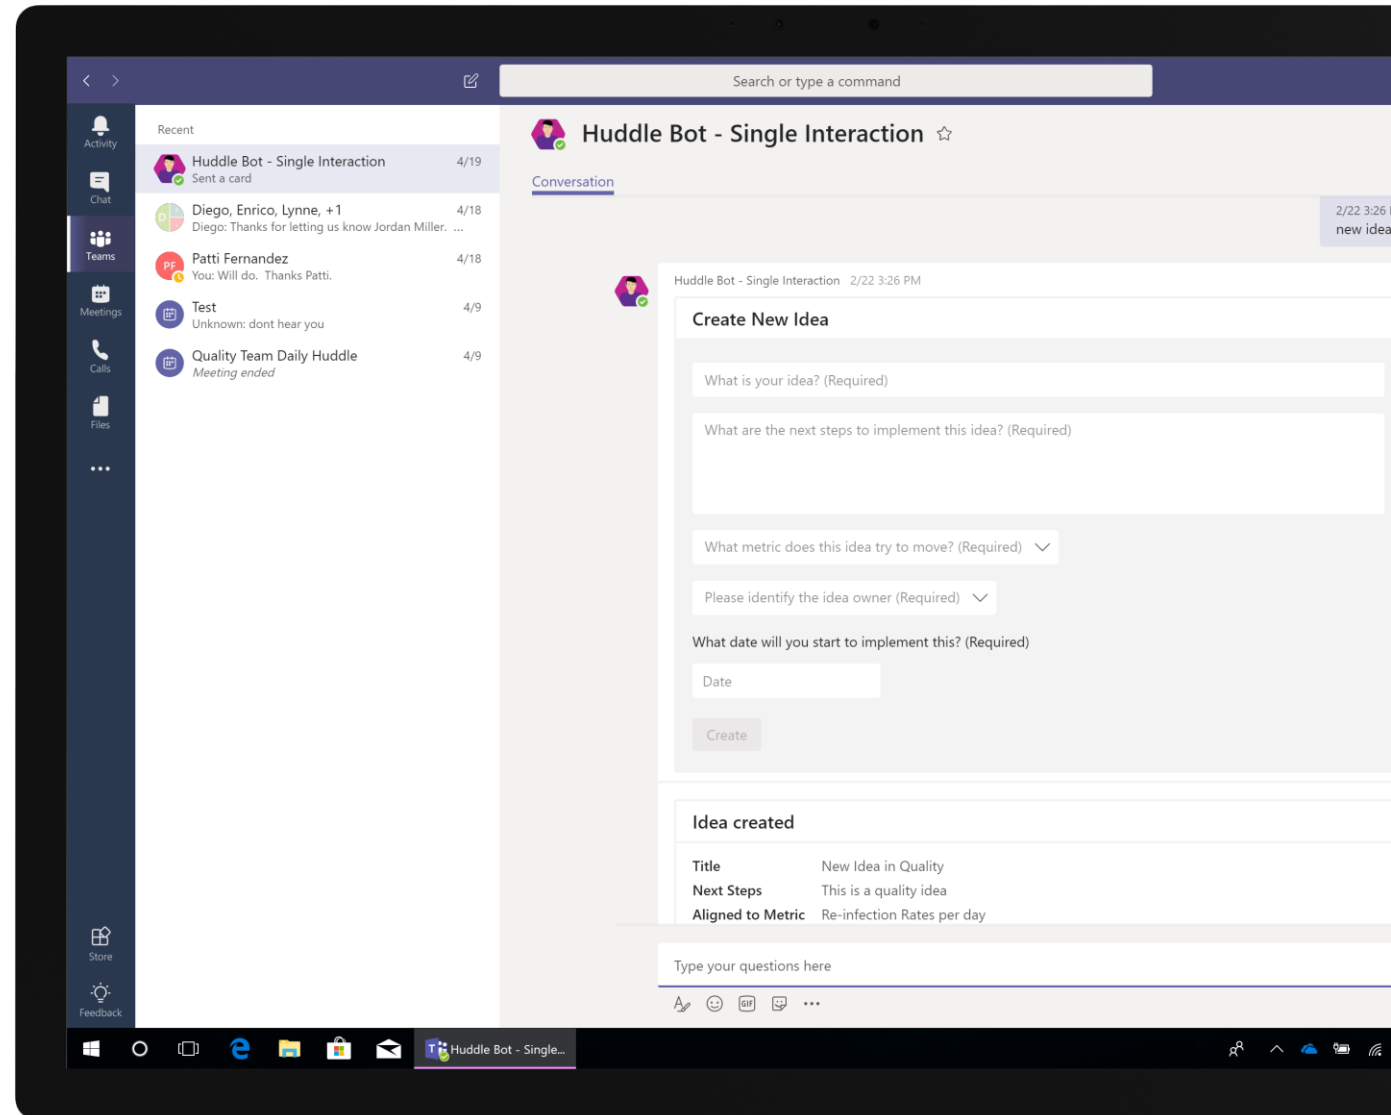 Search or type a command
Activity
Chat
Teams
Meetings
Calls
Files
Store
Feedback
Recent
Huddle Bot - Single Interaction 4/19
Sent a card
Diego, Enrico, Lynne, +1 4/18
Diego: Thanks for letting us know Jordan Miller. ...
PF
Patti Fernandez 4/18
You: Will do. Thanks Patti.
Test 4/9
Unknown: dont hear you
Quality Team Daily Huddle 4/9
Meeting ended
Huddle Bot - Single Interaction
Conversation
2/22 3:26
new idea
Huddle Bot - Single Interaction 2/22 3:26 PM
Create New Idea
What is your idea? (Required)
What are the next steps to implement this idea? (Required)
What metric does this idea try to move? (Required)
Please identify the idea owner (Required)
What date will you start to implement this? (Required)
Date
Create
Idea created
Title New Idea in Quality
Next Steps This is a quality idea
Aligned to Metric Re-infection Rates per day
Type your questions here
GIF
Huddle Bot - Single...